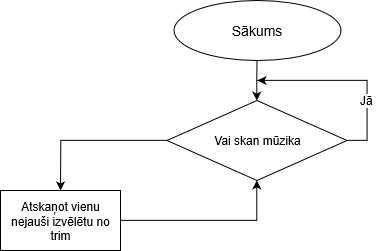 Sākums
Jā
Vai skan mūzika
Atskaņot vienu
nejauši izvēlētu no
trim